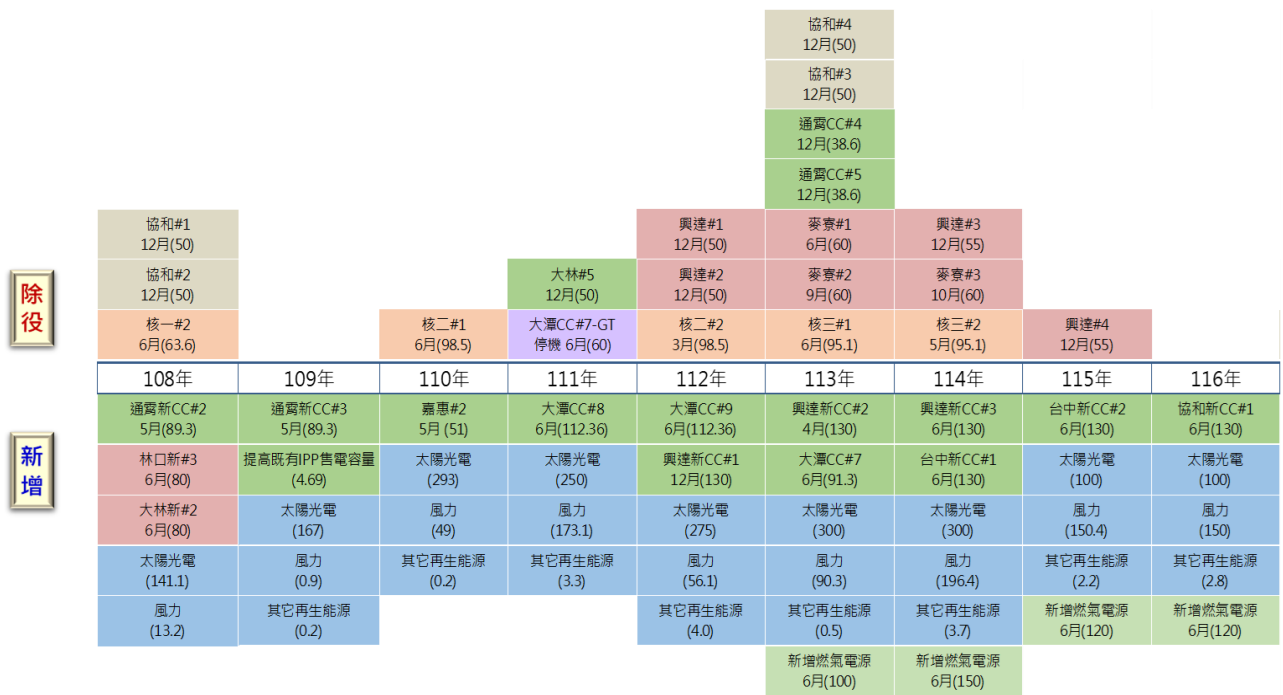 協和#4
12月(50)
協和#3
12月(50)
通霄CC#4
12月(38.6)
通霄CC#5
12月(38.6)
協和#1
12月(50)
興達#1
12月(50)
麥寮#1
6月(60)
興達#3
12月(55)
協和#2
12月(50)
大林#5
12月(50)
興達#2
12月(50)
麥寮#2
9月(60)
麥寮#3
10月(60)
除役
核一#2
6月(63.6)
核二#1
6月(98.5)
大潭CC#7-GT
停機 6月(60)
核二#2
3月(98.5)
核三#1
6月(95.1)
核三#2
5月(95.1)
興達#4
12月(55)
108年
109年
110年
111年
112年
113年
114年
115年
116年
通霄新CC#2
5月(89.3)
通霄新CC#3
5月(89.3)
嘉惠#2
5月 (51)
大潭CC#8
6月(112.36)
大潭CC#9
6月(112.36)
興達新CC#2
4月(130)
興達新CC#3
6月(130)
台中新CC#2
6月(130)
協和新CC#1
6月(130)
新增
林口新#3
6月(80)
提高既有IPP售電容量
(4.69)
太陽光電
(293)
太陽光電
(250)
興達新CC#1
12月(130)
大潭CC#7
6月(91.3)
台中新CC#1
6月(130)
太陽光電
(100)
太陽光電
(100)
大林新#2
6月(80)
太陽光電
(167)
風力
(49)
風力
(173.1)
太陽光電
(275)
太陽光電
(300)
太陽光電
(300)
風力
(150.4)
風力
(150)
太陽光電
(141.1)
風力
(0.9)
其它再生能源
(0.2)
其它再生能源
(3.3)
風力
(56.1)
風力
(90.3)
風力
(196.4)
其它再生能源
(2.2)
其它再生能源
(2.8)
風力
(13.2)
其它再生能源
(0.2)
其它再生能源
(4.0)
其它再生能源
(0.5)
其它再生能源
(3.7)
新增燃氣電源
6月(120)
新增燃氣電源
6月(120)
新增燃氣電源
6月(100)
新增燃氣電源
6月(150)